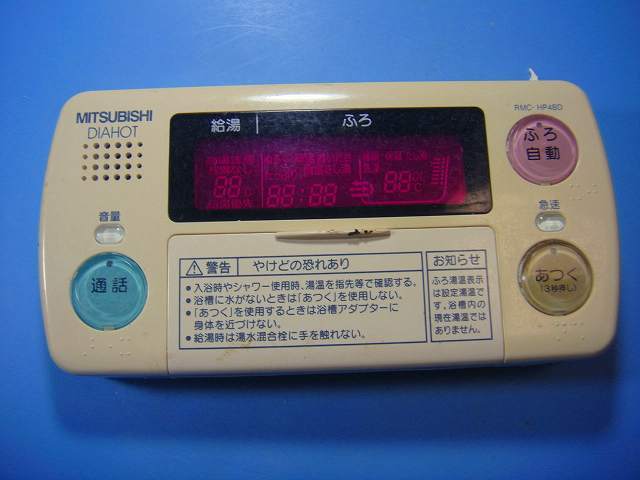 MITSUBISHI
DIAHOT
RMC-HP4BD
給湯
ふろ
ふろ
自動
88
88:88
88
℃
音量
通話
急速
あつく
(3秒押し)
⚠警告 やけどの恐れあり
●入浴時やシャワー使用時、湯温を指先等で確認する。
●浴槽に水がないときは「あつく」を使用しない。
●「あつく」を使用するときは浴槽アダプターに
身体を近づけない。
●給湯時は湯水混合栓に手を触れない。
お知らせ
ふろ湯温表示
は設定湯温で
す。浴槽内の
現在湯温では
ありません。